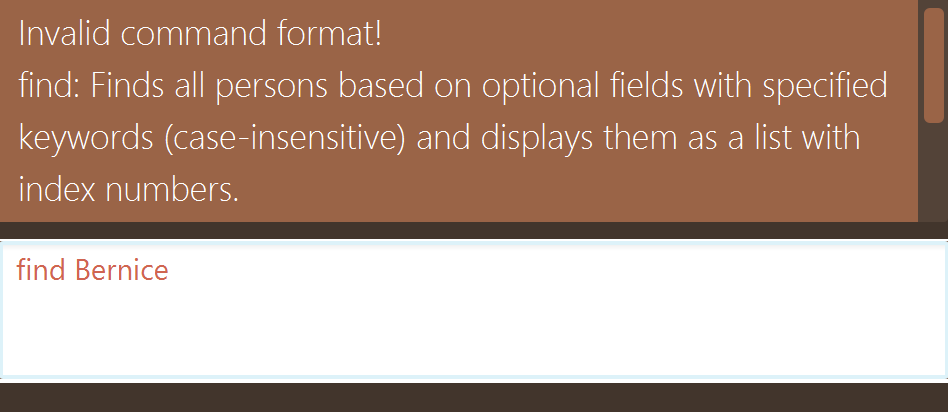 Invalid command format!
find: Finds all persons based on optional fields with specified
keywords (case-insensitive) and displays them as a list with
index numbers.
find Bernice